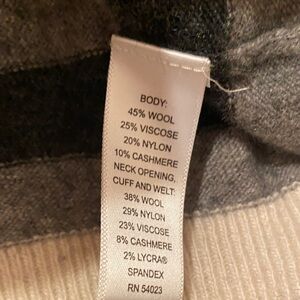 BODY:
45% WOOL
25% VISCOSE
20% NYLON
10% CASHMERE
NECK OPENING,
CUFF AND WELT:
38% WOOL
29% NYLON
23% VISCOSE
8% CASHMERE
2% LYCRA®
SPANDEX
RN 54023